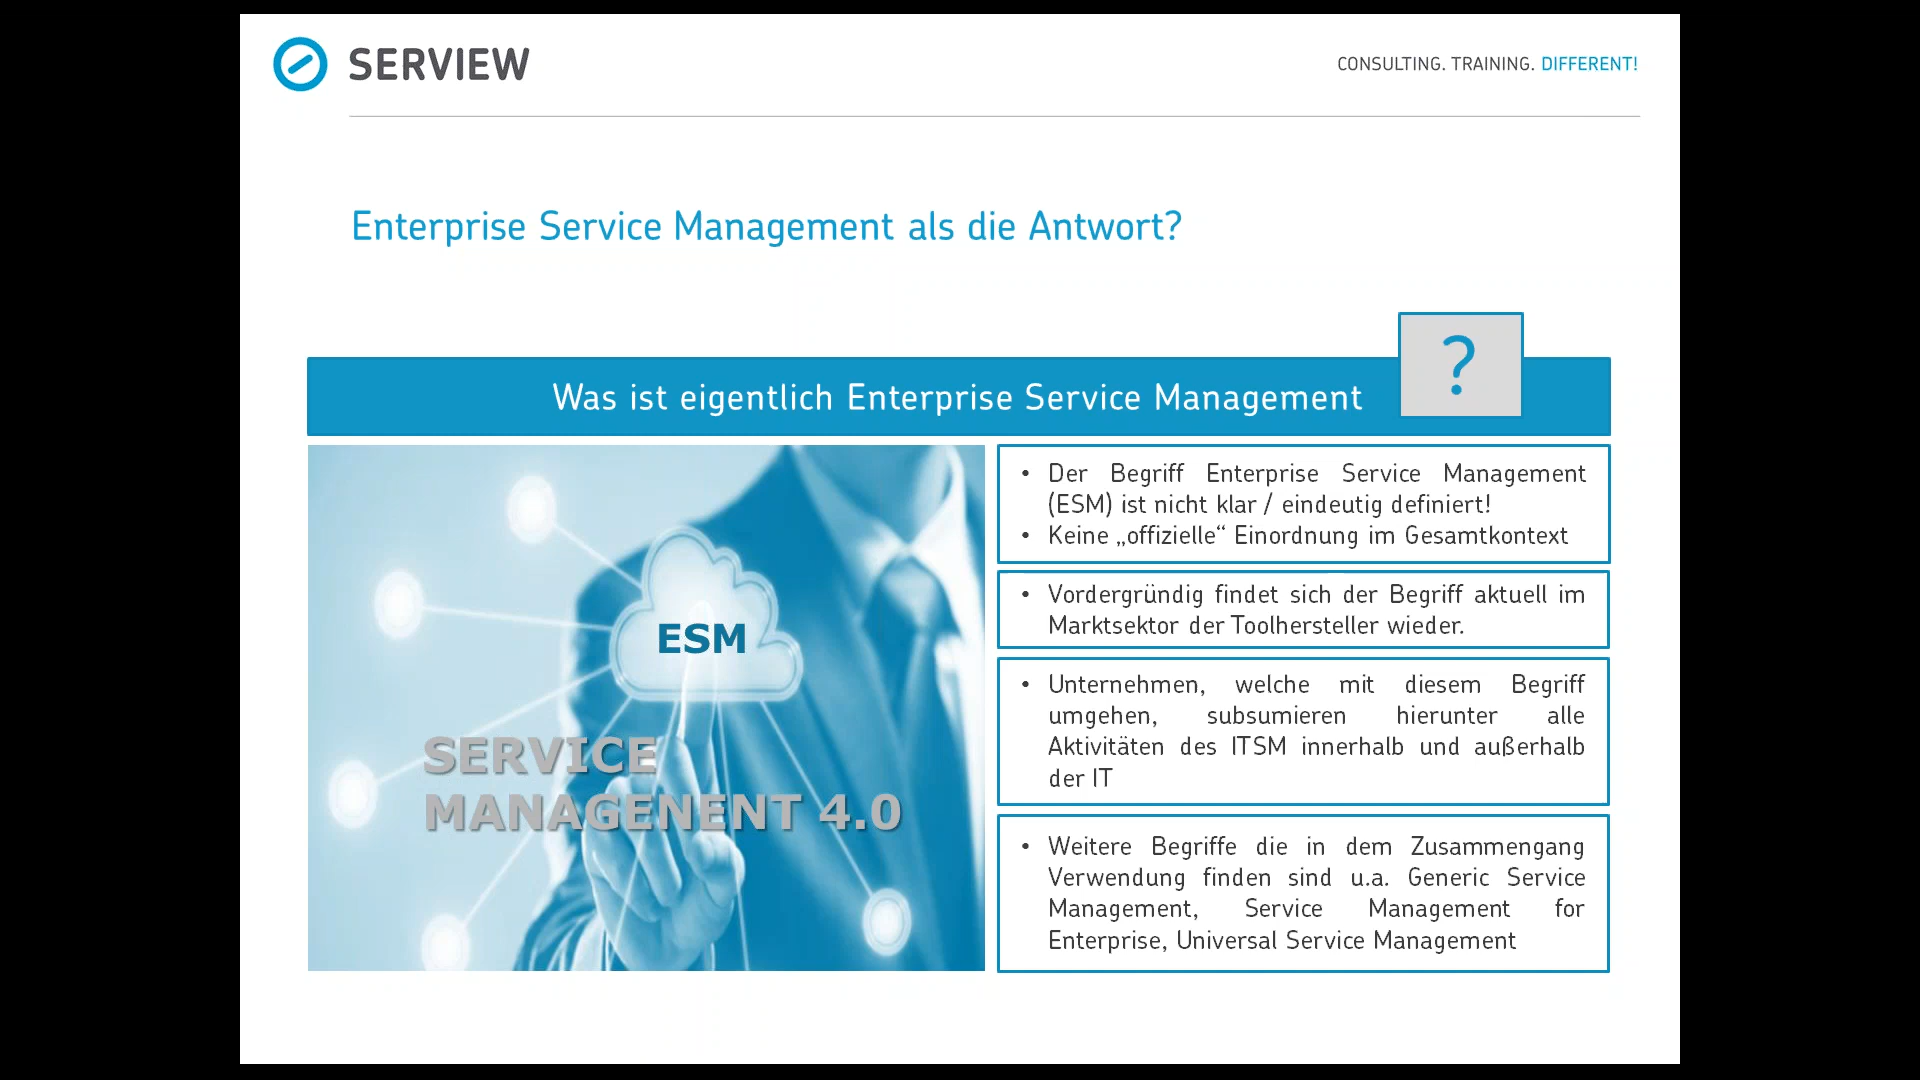 SERVIEW
CONSULTING. TRAINING. DIFFERENT!
Enterprise Service Management als die Antwort?
Was ist eigentlich Enterprise Service Management
?
ESM
SERVICE
MANAGENENT 4.0
• Der Begriff Enterprise Service Management
(ESM) ist nicht klar / eindeutig definiert!
• Keine „offizielle“ Einordnung im Gesamtkontext
• Vordergründig findet sich der Begriff aktuell im
Marktsektor der Toolhersteller wieder.
• Unternehmen, welche mit diesem Begriff
umgehen, subsumieren hierunter alle
Aktivitäten des ITSM innerhalb und außerhalb
der IT
• Weitere Begriffe die in dem Zusammengang
Verwendung finden sind u.a. Generic Service
Management, Service Management for
Enterprise, Universal Service Management